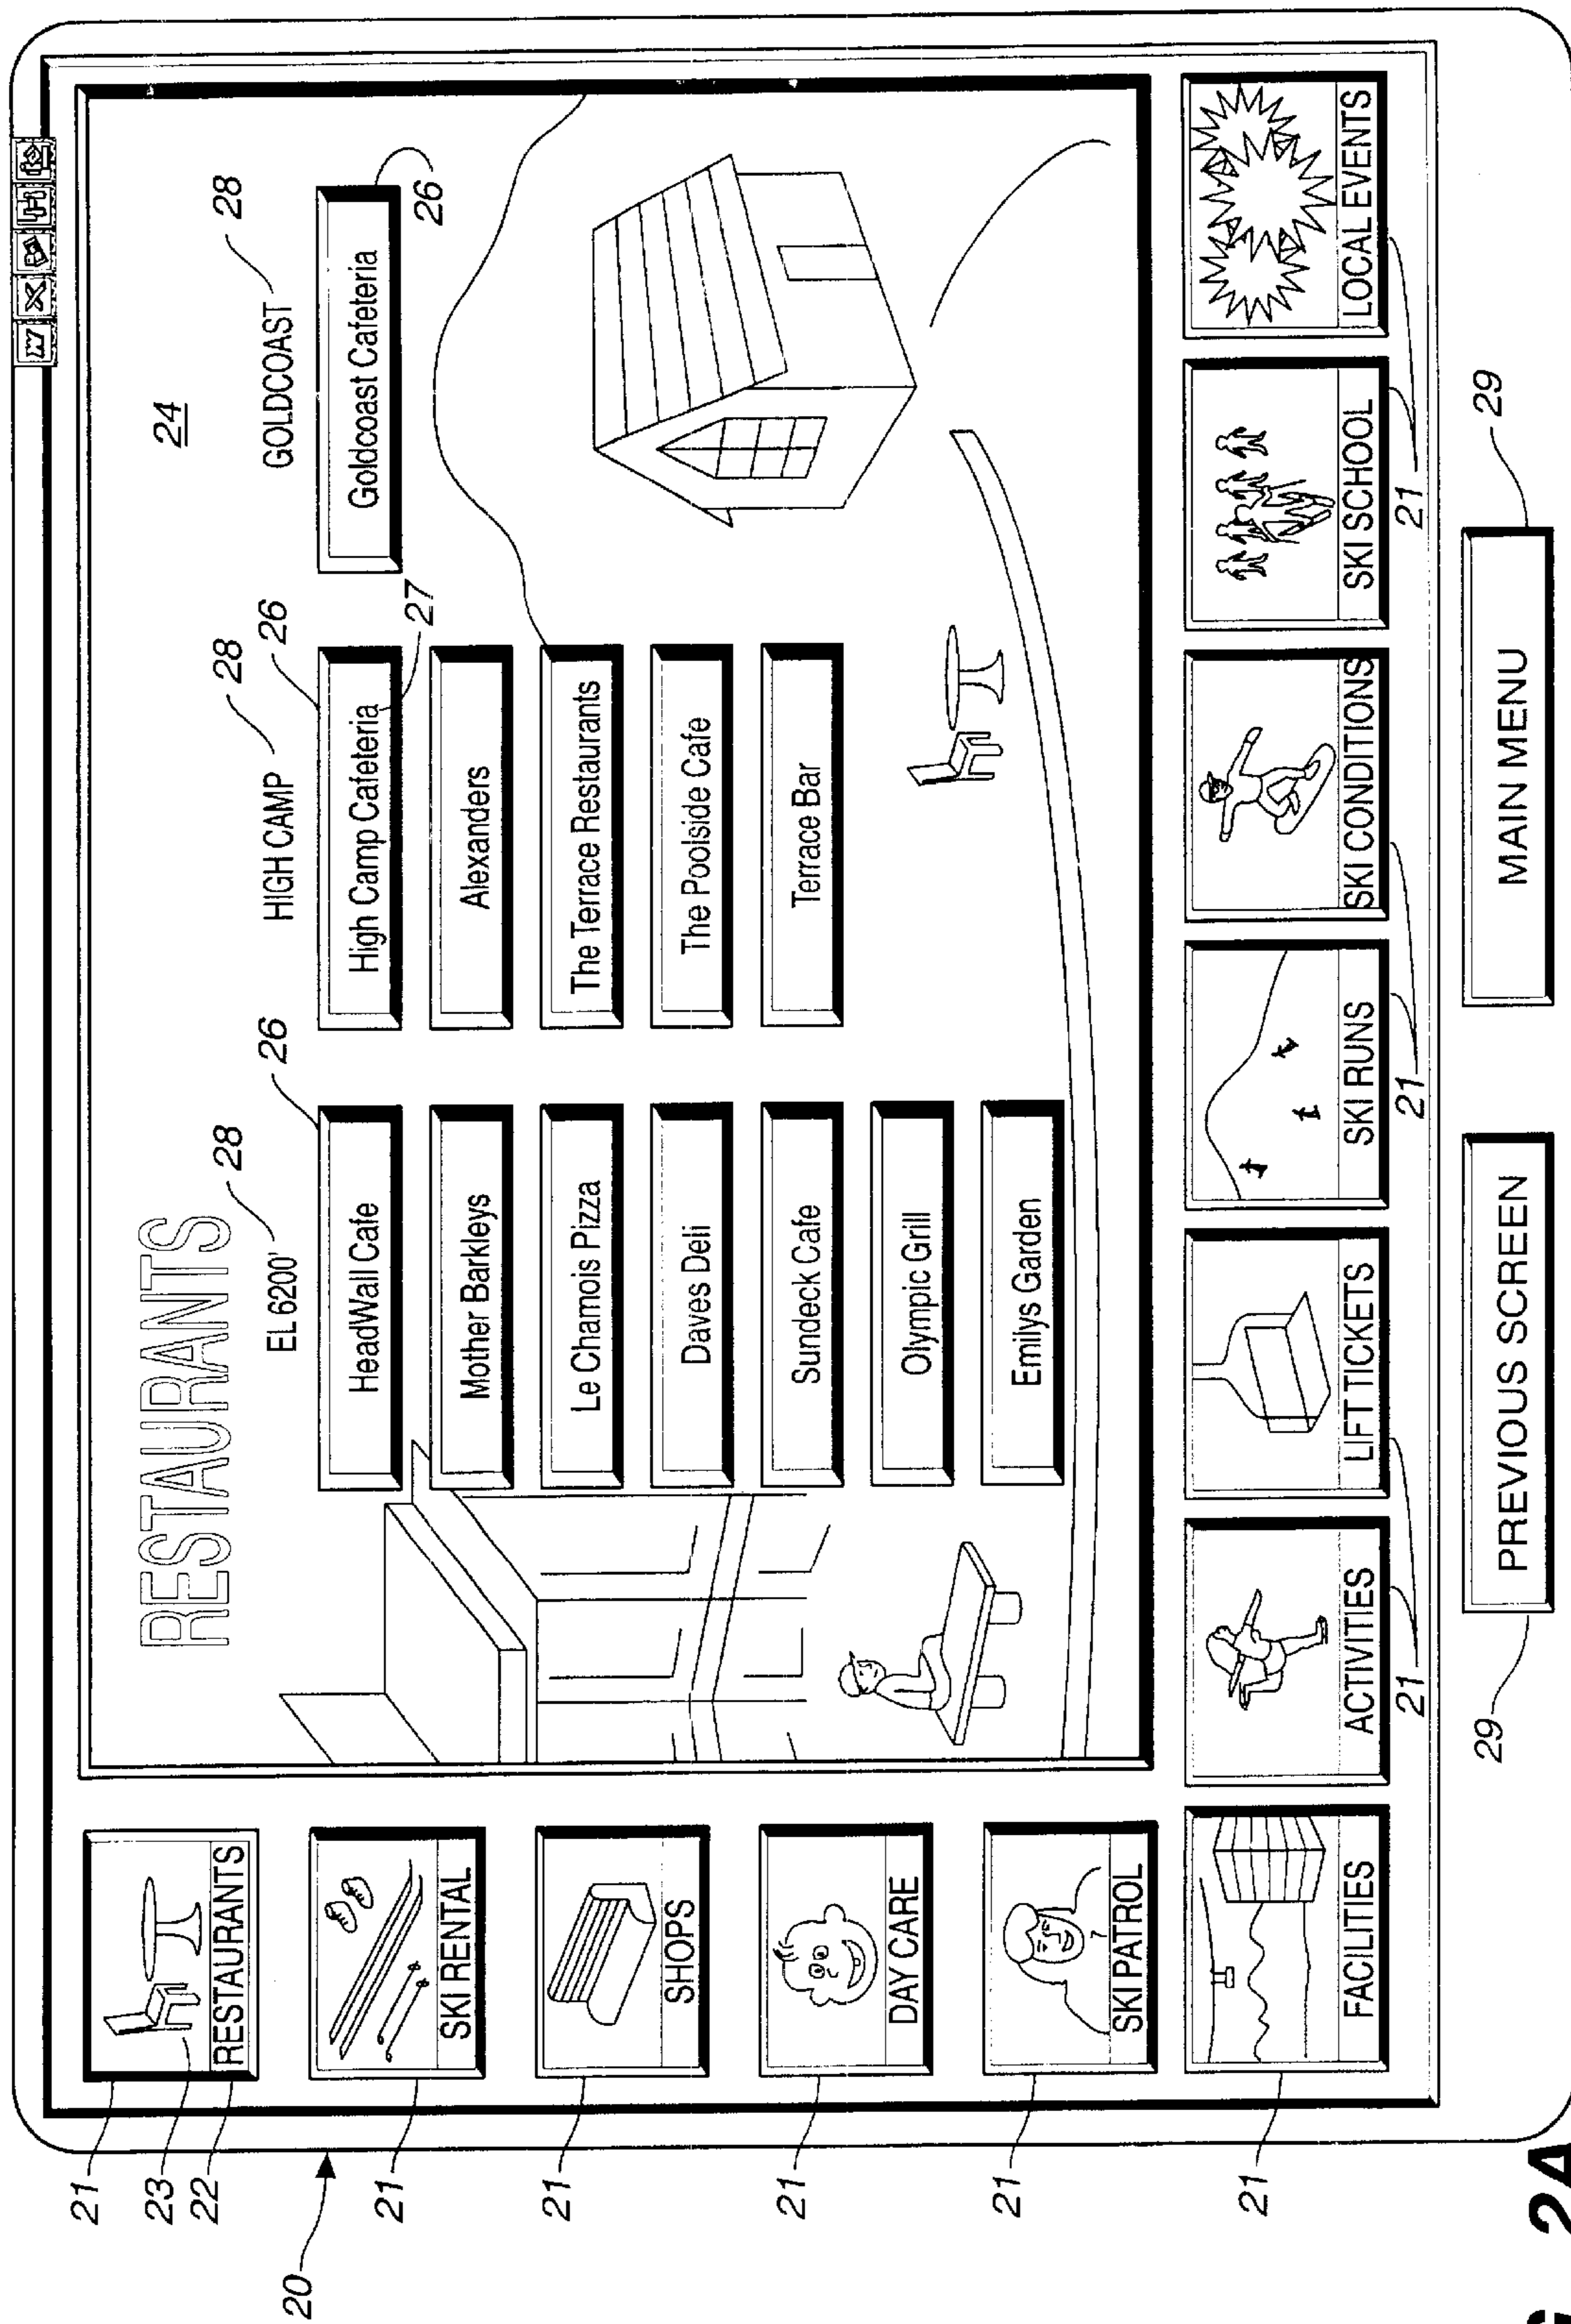 RESTAURANTS
24
EL 6200'
28
HIGH CAMP
28
GOLDCOAST
28
26
26
26
HeadWall Cafe
High Camp Cafeteria
27
Goldcoast Cafeteria
Mother Barkleys
Alexanders
Le Chamois Pizza
The Terrace Restaurants
Daves Deli
The Poolside Cafe
Sundeck Cafe
Terrace Bar
Olympic Grill
Emilys Garden
21
23
22
RESTAURANTS
20
21
SKI RENTAL
21
SHOPS
21
DAY CARE
21
SKI PATROL
21
FACILITIES
ACTIVITIES
LIFT TICKETS
SKI RUNS
SKI CONDITIONS
SKI SCHOOL
LOCAL EVENTS
21
21
21
29
PREVIOUS SCREEN
MAIN MENU
29
2A